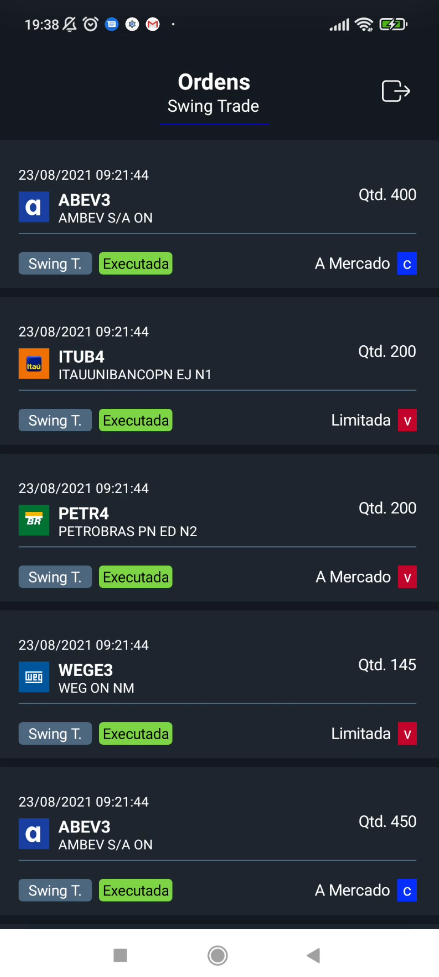 19:38
Ordens
Swing Trade
23/08/2021 09:21:44
a ABEV3 Qtd. 400
AMBEV S/A ON
Swing T. Executada A Mercado c
23/08/2021 09:21:44
Itaú ITUB4 Qtd. 200
ITAUUNIBANCOPN EJ N1
Swing T. Executada Limitada v
23/08/2021 09:21:44
BR PETR4 Qtd. 200
PETROBRAS PN ED N2
Swing T. Executada A Mercado v
23/08/2021 09:21:44
weg WEGE3 Qtd. 145
WEG ON NM
Swing T. Executada Limitada v
23/08/2021 09:21:44
a ABEV3 Qtd. 450
AMBEV S/A ON
Swing T. Executada A Mercado c